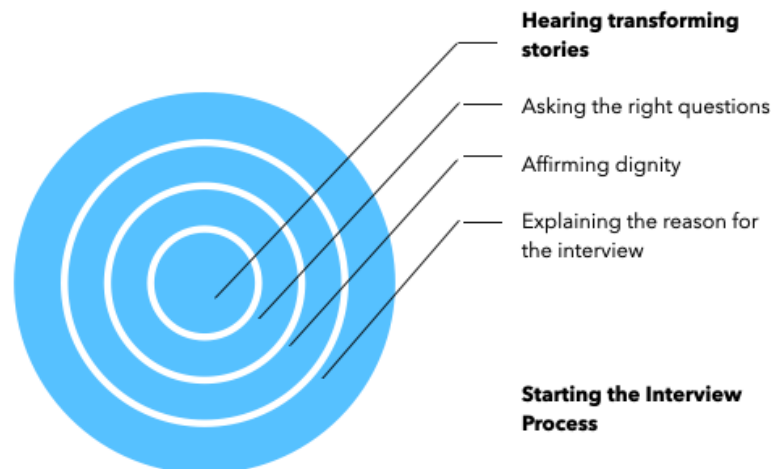 Hearing transforming
stories
Asking the right questions
Affirming dignity
Explaining the reason for
the interview
Starting the Interview
Process